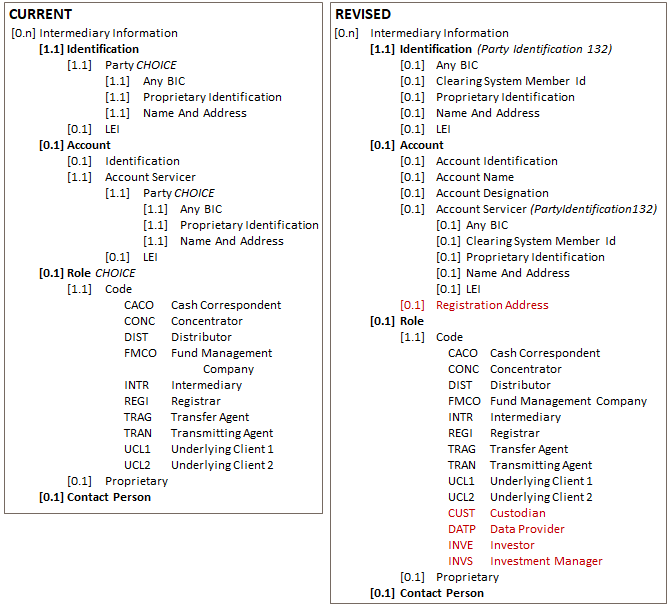 CURRENT
[0.n] Intermediary Information
[1.1] Identification
[1.1] Party CHOICE
[1.1] Any BIC
[1.1] Proprietary Identification
[1.1] Name And Address
[0.1] LEI
[0.1] Account
[0.1] Identification
[1.1] Account Servicer
[1.1] Party CHOICE
[1.1] Any BIC
[1.1] Proprietary Identification
[1.1] Name And Address
[0.1] LEI
[0.1] Role CHOICE
[1.1] Code
CACO Cash Correspondent
CONC Concentrator
DIST Distributor
FMCO Fund Management
Company
INTR Intermediary
REGI Registrar
TRAG Transfer Agent
TRAN Transmitting Agent
UCL1 Underlying Client 1
UCL2 Underlying Client 2
[0.1] Proprietary
[0.1] Contact Person
REVISED
[0.n] Intermediary Information
[1.1] Identification (Party Identification 132)
[0.1] Any BIC
[0.1] Clearing System Member Id
[0.1] Proprietary Identification
[0.1] Name And Address
[0.1] LEI
[0.1] Account
[0.1] Account Identification
[0.1] Account Name
[0.1] Account Designation
[0.1] Account Servicer (PartyIdentification132)
[0.1] Any BIC
[0.1] Clearing System Member Id
[0.1] Proprietary Identification
[0.1] Name And Address
[0.1] LEI
[0.1] Registration Address
[0.1] Role
[1.1] Code
CACO Cash Correspondent
CONC Concentrator
DIST Distributor
FMCO Fund Management Company
INTR Intermediary
REGI Registrar
TRAG Transfer Agent
TRAN Transmitting Agent
UCL1 Underlying Client 1
UCL2 Underlying Client 2
CUST Custodian
DATP Data Provider
INVE Investor
INVS Investment Manager
[0.1] Proprietary
[0.1] Contact Person